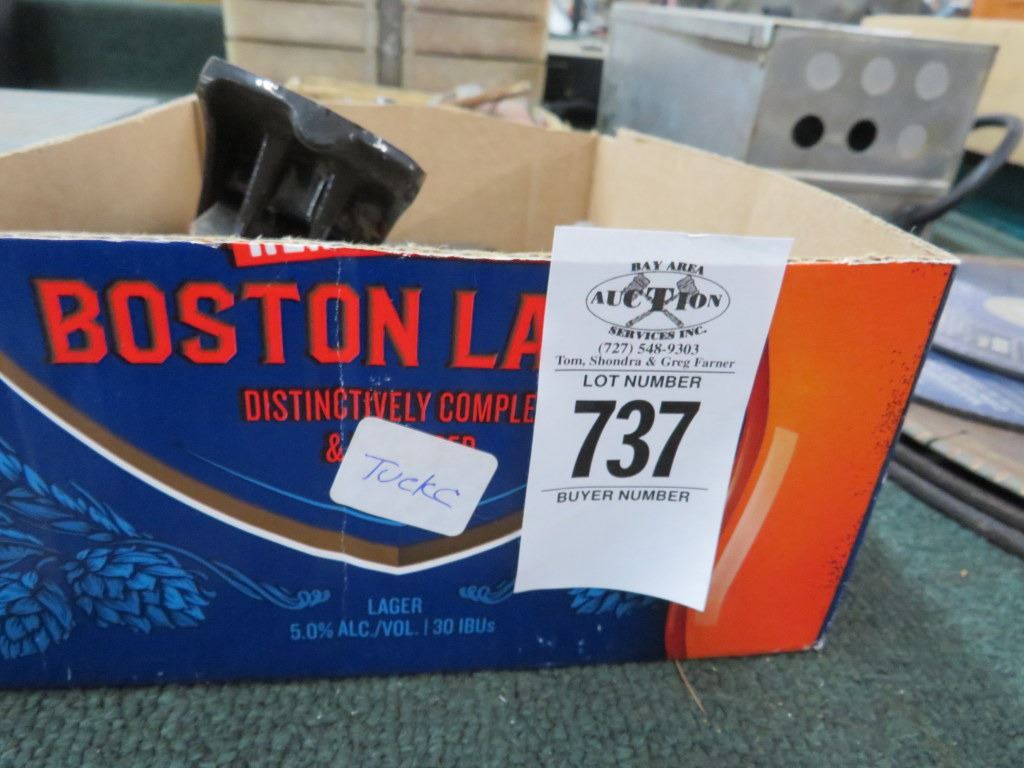 BOSTON LA
DISTINCTIVELY COMPLE
&
TUCKC
LAGER
5.0% ALC./VOL. | 30 IBUs
BAY AREA
AUCTION
SERVICES INC.
(727) 548-9303
Tom, Shondra & Greg Farner
LOT NUMBER
737
BUYER NUMBER